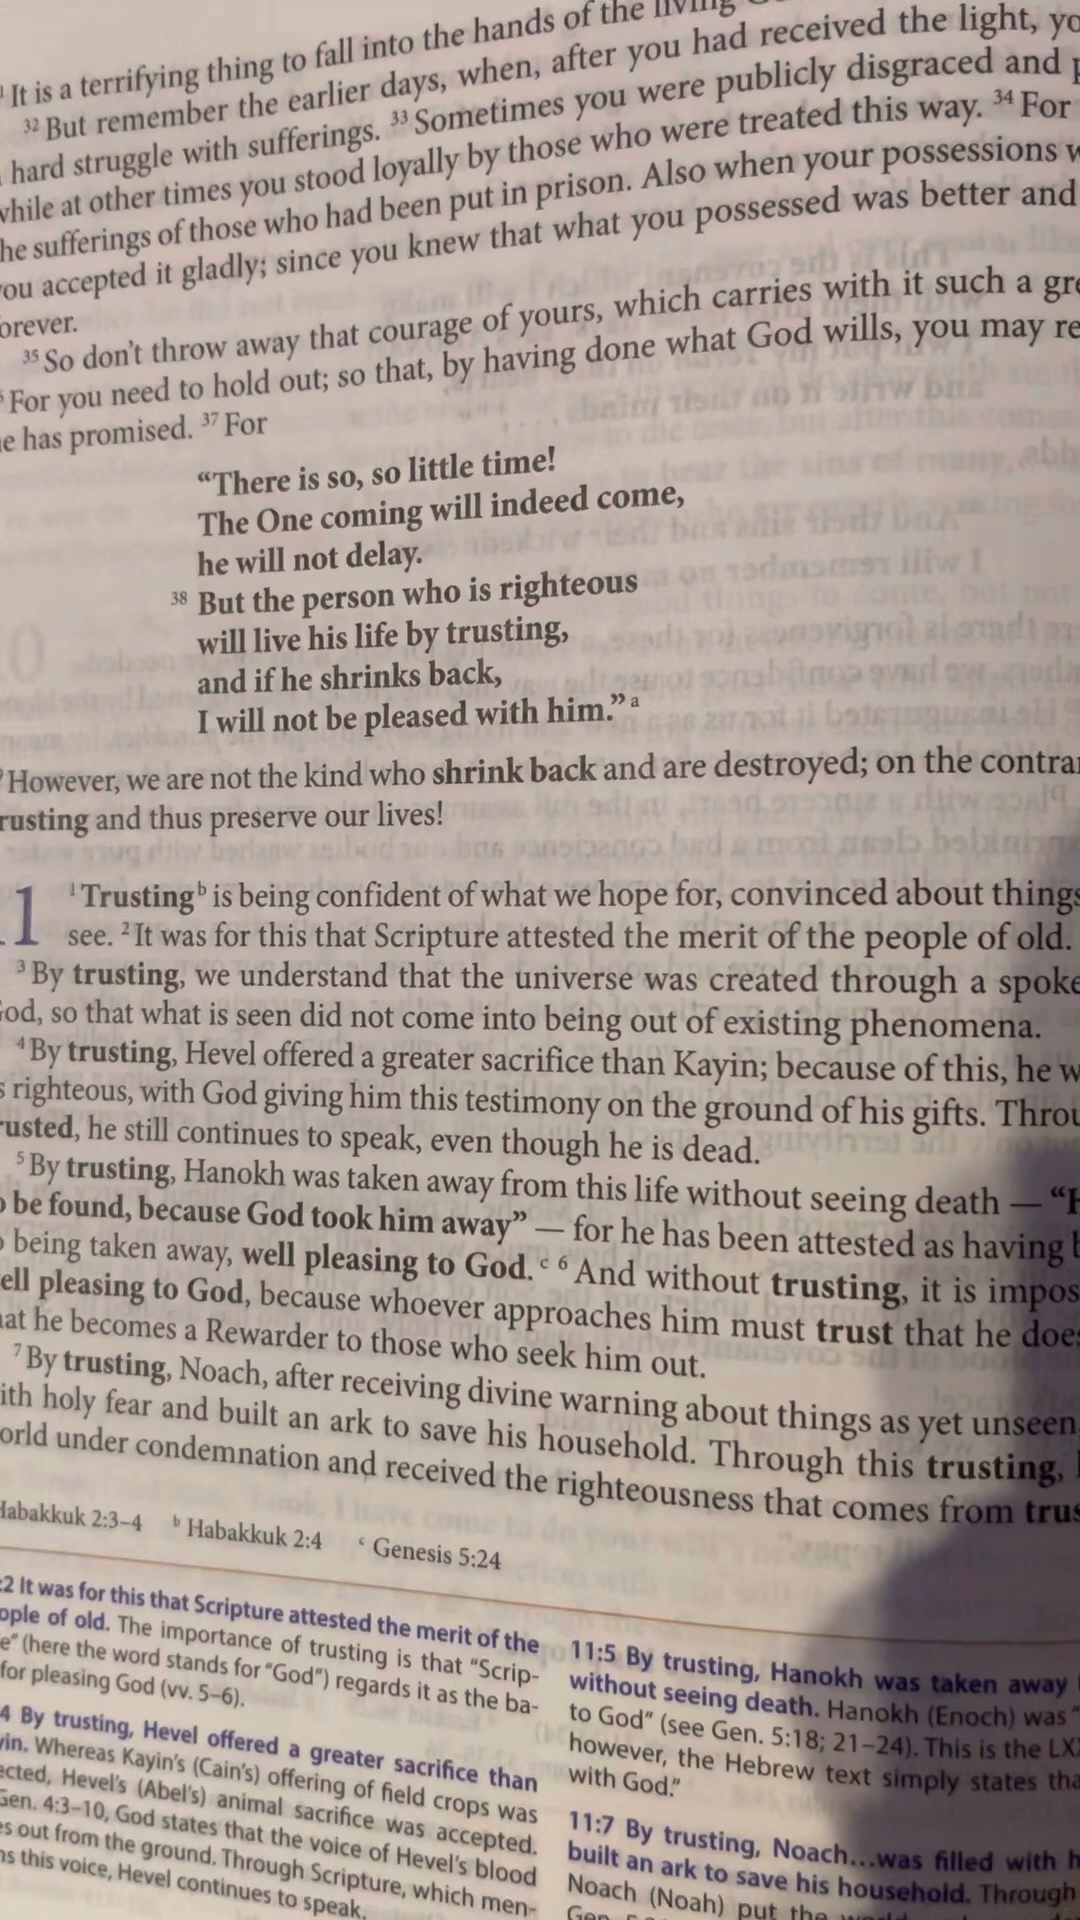 It is a terrifying thing to fall into the hands of the living
32 But remember the earlier days, when, after you had received the light,
hard struggle with sufferings. 33 Sometimes you were publicly disgraced and
while at other times you stood loyally by those who were treated this way. 34 For
he sufferings of those who had been put in prison. Also when your possessions
ou accepted it gladly; since you knew that what you possessed was better and
orever.
35 So don't throw away that courage of yours, which carries with it such a gre
For you need to hold out; so that, by having done what God wills, you may re
e has promised. 37 For
"There is so, so little time!
The One coming will indeed come,
he will not delay.
38 But the person who is righteous
will live his life by trusting,
and if he shrinks back,
I will not be pleased with him." a
However, we are not the kind who shrink back and are destroyed; on the contra
rusting and thus preserve our lives!
1 1 Trusting b is being confident of what we hope for, convinced about things
see. 2 It was for this that Scripture attested the merit of the people of old.
3 By trusting, we understand that the universe was created through a spoke
od, so that what is seen did not come into being out of existing phenomena.
4 By trusting, Hevel offered a greater sacrifice than Kayin; because of this, he w
s righteous, with God giving him this testimony on the ground of his gifts. Throu
rusted, he still continues to speak, even though he is dead.
5 By trusting, Hanokh was taken away from this life without seeing death — "H
o be found, because God took him away" — for he has been attested as having b
o being taken away, well pleasing to God. c 6 And without trusting, it is impos
ell pleasing to God, because whoever approaches him must trust that he does
hat he becomes a Rewarder to those who seek him out.
7 By trusting, Noach, after receiving divine warning about things as yet unseen
ith holy fear and built an ark to save his household. Through this trusting,
orld under condemnation and received the righteousness that comes from trus
Habakkuk 2:3–4 b Habakkuk 2:4 c Genesis 5:24
:2 It was for this that Scripture attested the merit of the
ople of old. The importance of trusting is that "Scrip-
e" (here the word stands for "God") regards it as the ba-
for pleasing God (vv. 5–6).
4 By trusting, Hevel offered a greater sacrifice than
yin. Whereas Kayin's (Cain's) offering of field crops was
ected, Hevel's (Abel's) animal sacrifice was accepted.
Gen. 4:3–10, God states that the voice of Hevel's blood
es out from the ground. Through Scripture, which men-
ns this voice, Hevel continues to speak.
11:5 By trusting, Hanokh was taken away
without seeing death. Hanokh (Enoch) was "
to God" (see Gen. 5:18; 21–24). This is the LXX
however, the Hebrew text simply states tha
with God."
11:7 By trusting, Noach...was filled with h
built an ark to save his household. Through
Noach (Noah) put the